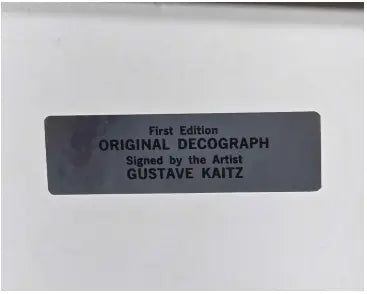 First Edition
ORIGINAL DECOGRAPH
Signed by the Artist
GUSTAVE KAITZ